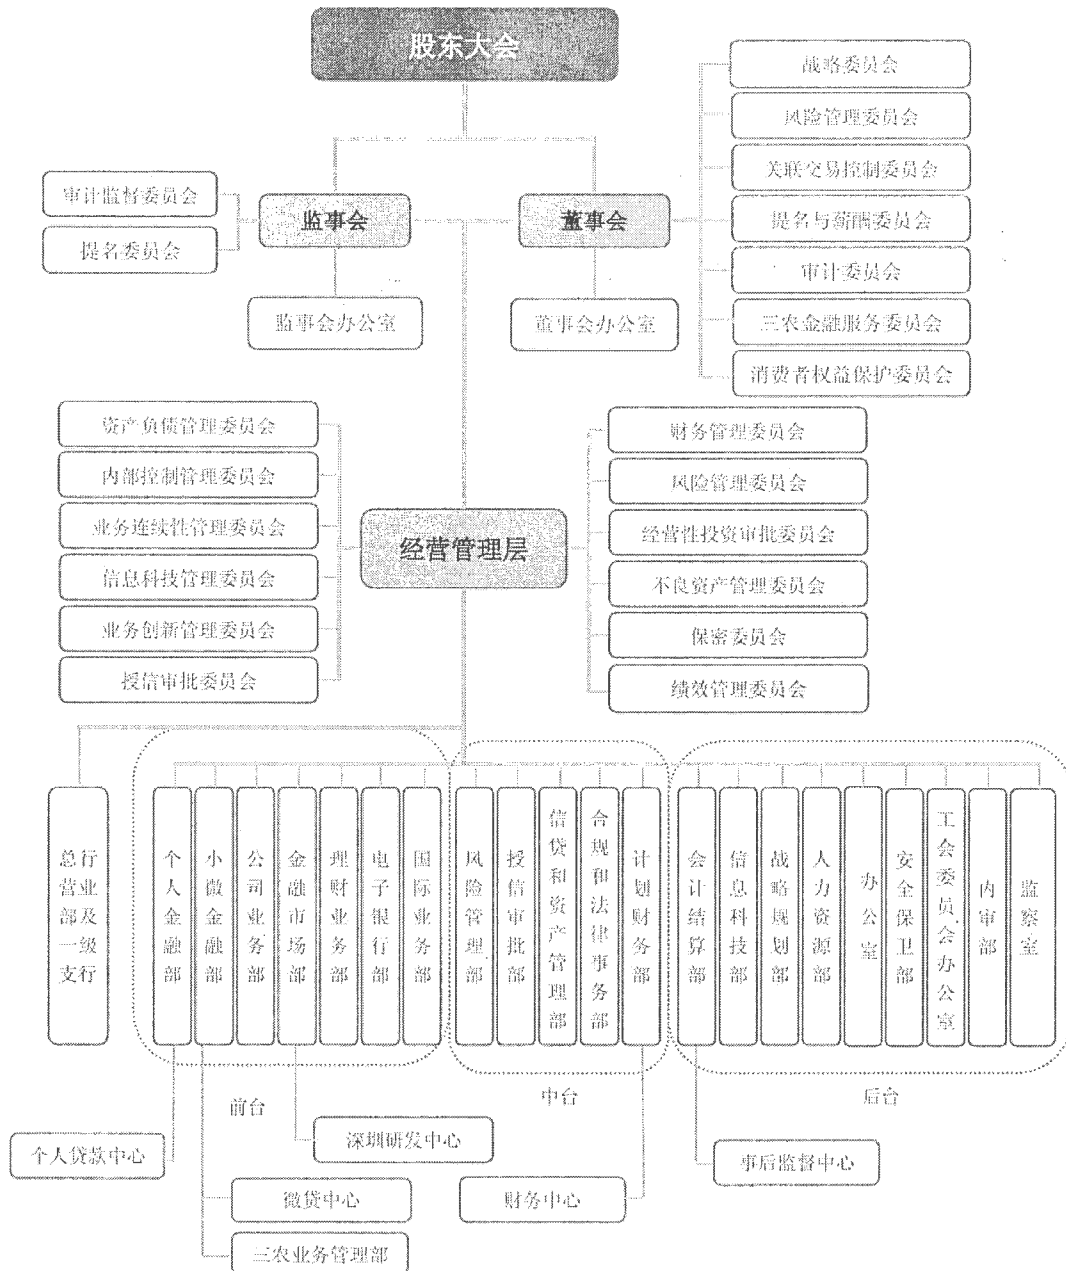 股东大会
战略委员会
风险管理委员会
关联交易控制委员会
提名与薪酬委员会
审计委员会
三农金融服务委员会
消费者权益保护委员会
审计监督委员会
提名委员会
监事会
董事会
监事会办公室
董事会办公室
资产负债管理委员会
内部控制管理委员会
业务连续性管理委员会
信息科技管理委员会
业务创新管理委员会
授信审批委员会
经营管理层
财务管理委员会
风险管理委员会
经营性投资审批委员会
不良资产管理委员会
保密委员会
绩效管理委员会
总行
营业
部及
一级
支行
个人金融部
小微金融部
公司业务部
金融市场部
理财业务部
电子银行部
国际业务部
风险管理部
授信审批部
信贷和资产管理部
合规和法律事务部
计划财务部
会计结算部
信息科技部
战略规划部
人力资源部
办公室
安全保卫部
工会委员会办公室
内审部
监察室
前台
中台
后台
个人贷款中心
深圳研发中心
微贷中心
三农业务管理部
财务中心
事后监督中心